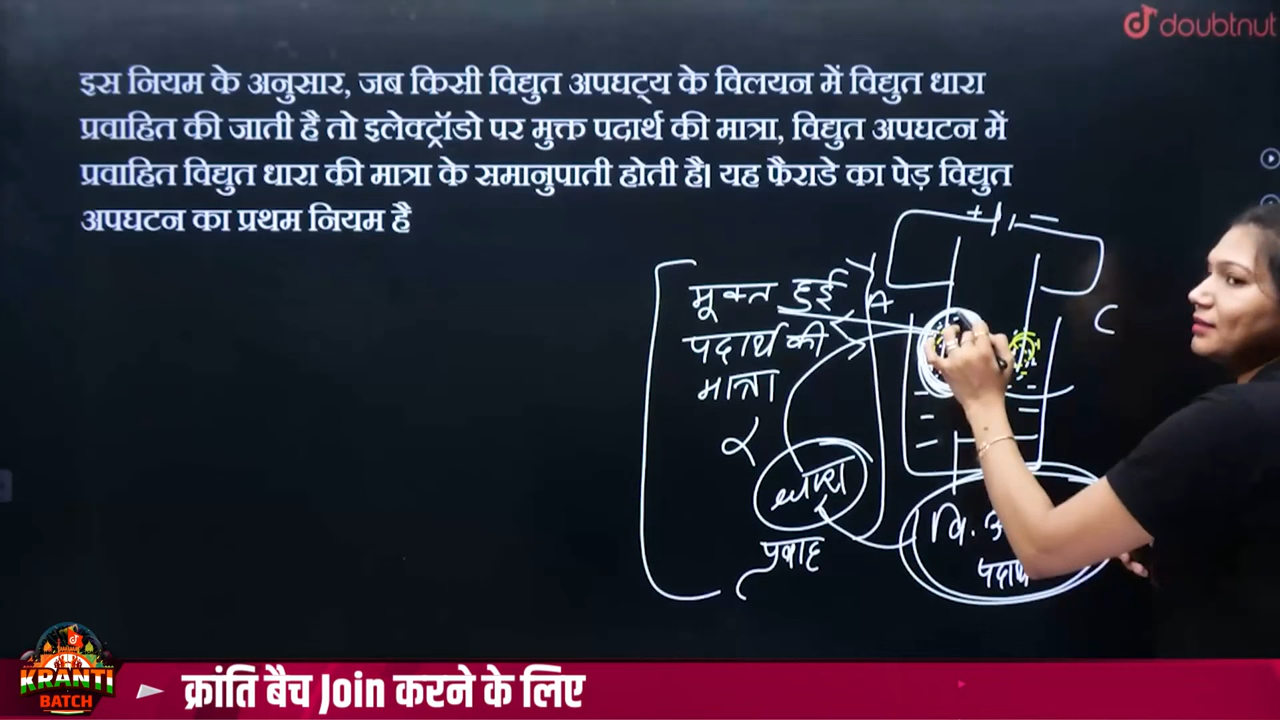 doubtnut
इस नियम के अनुसार, जब किसी विद्युत अपघट्य के विलयन में विद्युत धारा
प्रवाहित की जाती है तो इलेक्ट्रॉडो पर मुक्त पदार्थ की मात्रा, विद्युत अपघटन में
प्रवाहित विद्युत धारा की मात्रा के समानुपाती होती है। यह फैराडे का पेड़ विद्युत
अपघटन का प्रथम नियम है
+ −
मूक्त हुई
A
C
पदार्थ की
मात्रा
α
धारा
प्रवाह
वि.
पदार्थ
KRANTI
BATCH
क्रांति बैच Join करने के लिए